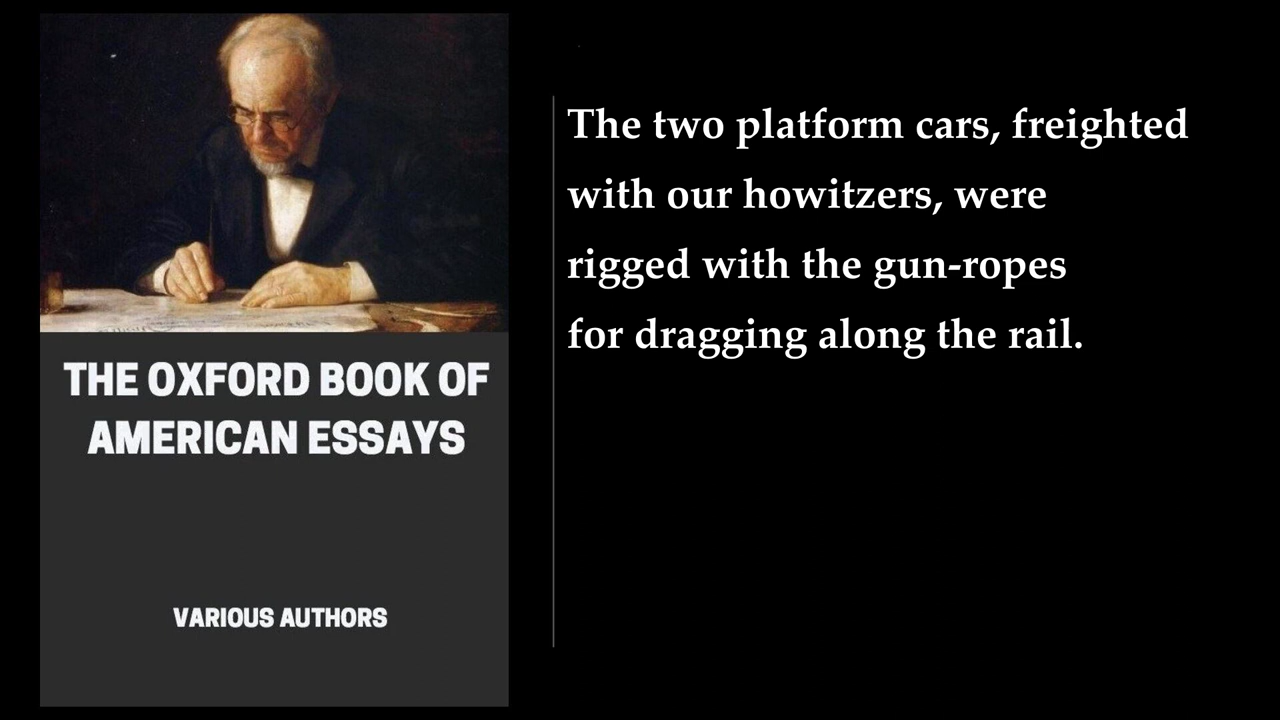 THE OXFORD BOOK OF
AMERICAN ESSAYS
VARIOUS AUTHORS
The two platform cars, freighted
with our howitzers, were
rigged with the gun-ropes
for dragging along the rail.